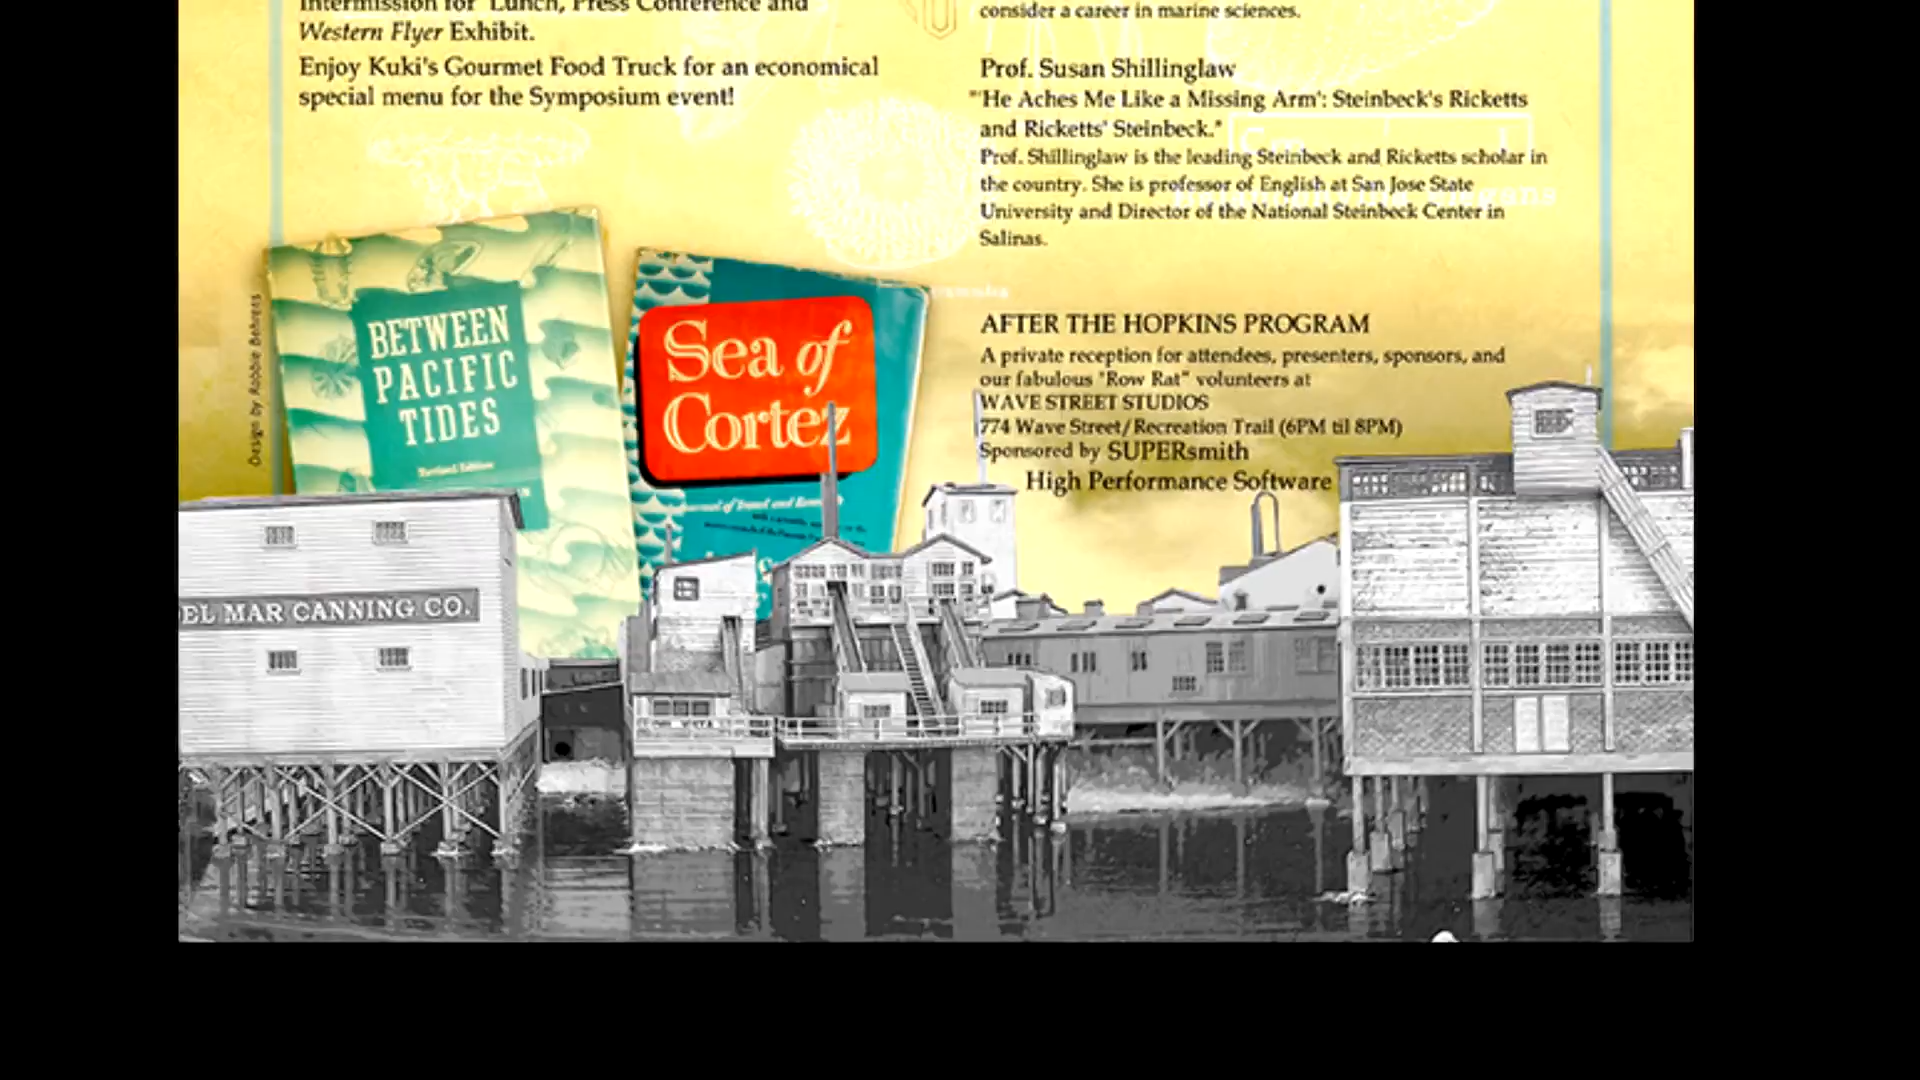 Intermission for Lunch, Press Conference and
Western Flyer Exhibit.
Enjoy Kuki's Gourmet Food Truck for an economical
special menu for the Symposium event!
consider a career in marine sciences.
Prof. Susan Shillinglaw
"'He Aches Me Like a Missing Arm': Steinbeck's Ricketts
and Ricketts' Steinbeck."
Prof. Shillinglaw is the leading Steinbeck and Ricketts scholar in
the country. She is professor of English at San Jose State
University and Director of the National Steinbeck Center in
Salinas.
AFTER THE HOPKINS PROGRAM
A private reception for attendees, presenters, sponsors, and
our fabulous "Row Rat" volunteers at
WAVE STREET STUDIOS
774 Wave Street/Recreation Trail (6PM til 8PM)
Sponsored by SUPERsmith
High Performance Software
Design by Robbie Behrens
BETWEEN
PACIFIC
TIDES
Revised Edition
Sea of
Cortez
of Travel and
DEL MAR CANNING CO.